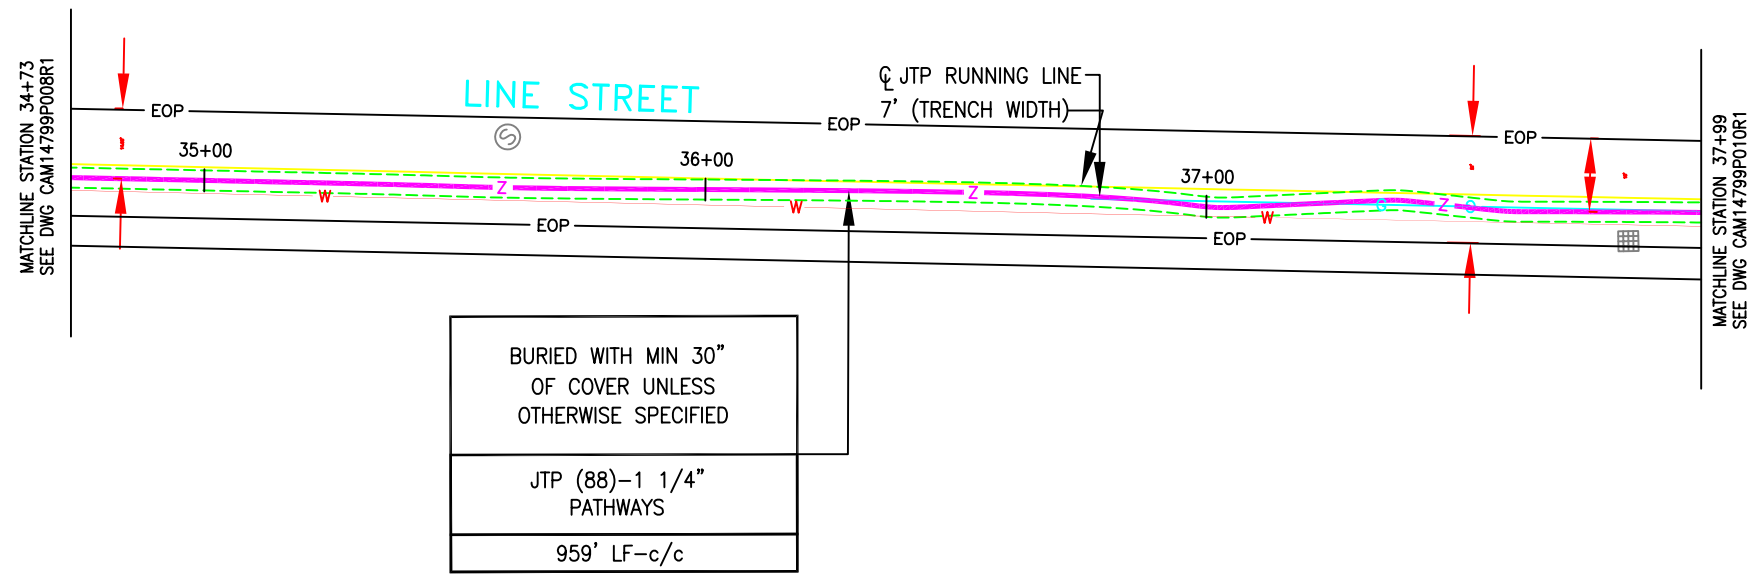 MATCHLINE STATION 34+73
SEE DWG CAM14799P008R1
EOP
LINE STREET
Ⓢ
35+00
36+00
℄ JTP RUNNING LINE
7' (TRENCH WIDTH)
EOP
EOP
37+00
Z
Z
Z
W
W
W
G
G
EOP
EOP
BURIED WITH MIN 30"
OF COVER UNLESS
OTHERWISE SPECIFIED
JTP (88)-1 1/4"
PATHWAYS
959' LF-c/c
MATCHLINE STATION 37+99
SEE DWG CAM14799P010R1